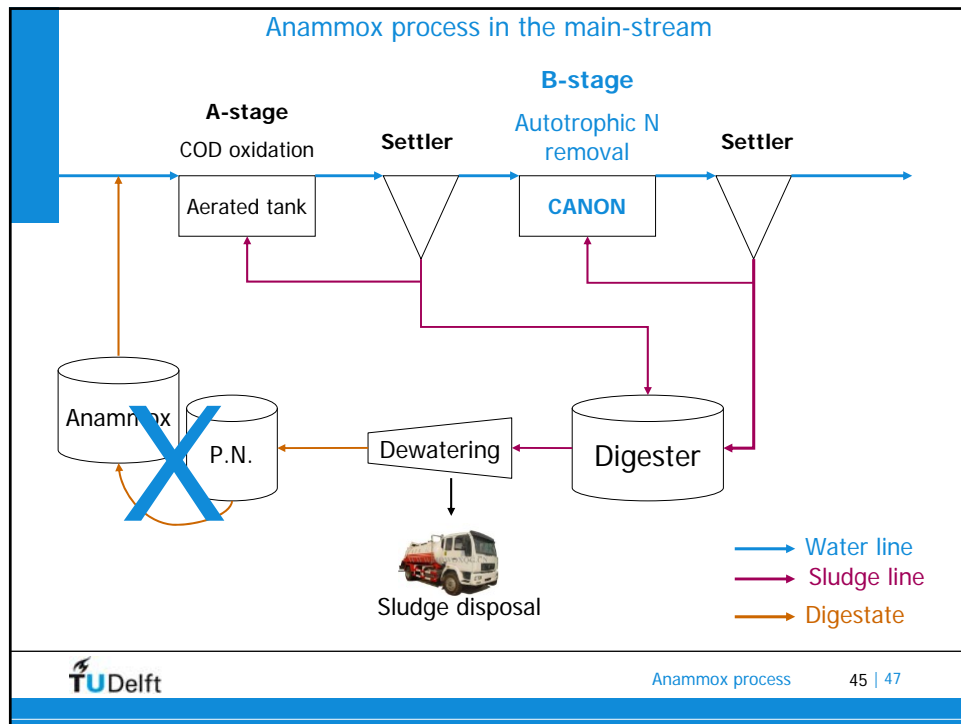 Anammox process in the main-stream
B-stage
A-stage
Autotrophic N
removal
COD oxidation
Settler
Settler
Aerated tank
CANON
Anammox
P.N.
Dewatering
Digester
Sludge disposal
Water line
Sludge line
Digestate
TUDelft
Anammox process
45 | 47